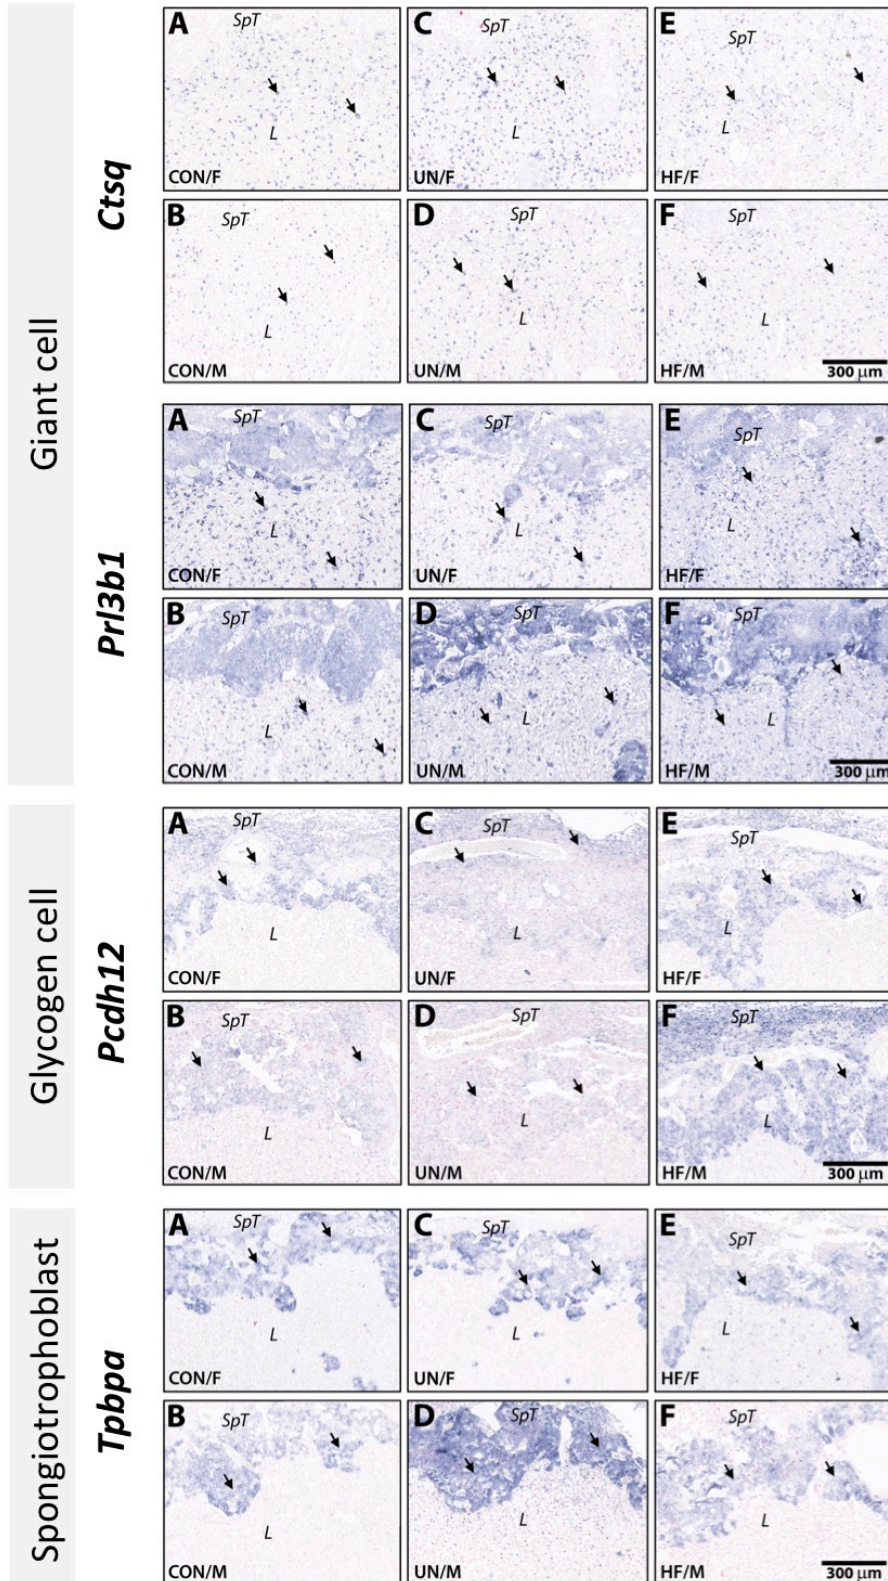 Giant cell
Ctsq
A SpT L CON/F
C SpT L UN/F
E SpT L HF/F
B SpT L CON/M
D SpT L UN/M
F SpT L HF/M 300 µm
Prl3b1
A SpT L CON/F
C SpT L UN/F
E SpT L HF/F
B SpT L CON/M
D SpT L UN/M
F SpT L HF/M 300 µm
Glycogen cell
Pcdh12
A SpT L CON/F
C SpT L UN/F
E SpT L HF/F
B SpT L CON/M
D SpT L UN/M
F SpT L HF/M 300 µm
Spongiotrophoblast
Tpbpa
A SpT L CON/F
C SpT L UN/F
E SpT L HF/F
B SpT L CON/M
D SpT L UN/M
F SpT L HF/M 300 µm